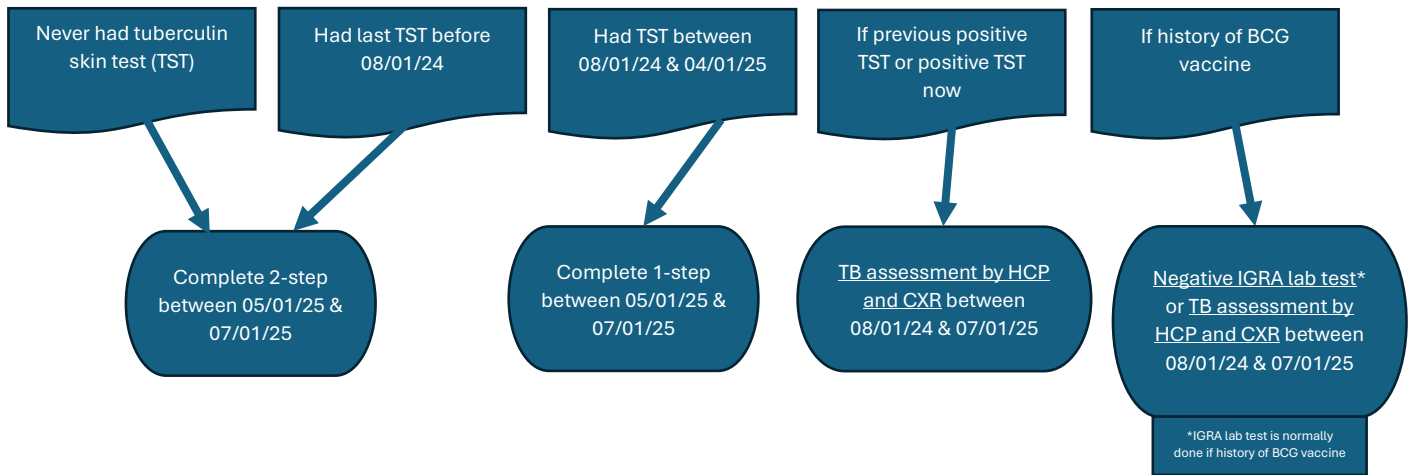 Never had tuberculin
skin test (TST)
Had last TST before
08/01/24
Had TST between
08/01/24 & 04/01/25
If previous positive
TST or positive TST
now
If history of BCG
vaccine
Complete 2-step
between 05/01/25 &
07/01/25
Complete 1-step
between 05/01/25 &
07/01/25
TB assessment by HCP
and CXR between
08/01/24 & 07/01/25
Negative IGRA lab test*
or TB assessment by
HCP and CXR between
08/01/24 & 07/01/25
*IGRA lab test is normally
done if history of BCG vaccine